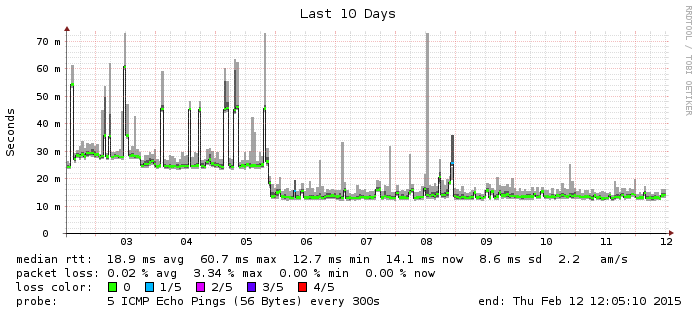 Last 10 Days
RRDTOOL / TOBI OETIKER
Seconds
70 m
60 m
50 m
40 m
30 m
20 m
10 m
0
03 04 05 06 07 08 09 10 11 12
median rtt: 18.9 ms avg 60.7 ms max 12.7 ms min 14.1 ms now 8.6 ms sd 2.2 am/s
packet loss: 0.02 % avg 3.34 % max 0.00 % min 0.00 % now
loss color: 0 1/5 2/5 3/5 4/5
probe: 5 ICMP Echo Pings (56 Bytes) every 300s end: Thu Feb 12 12:05:10 2015